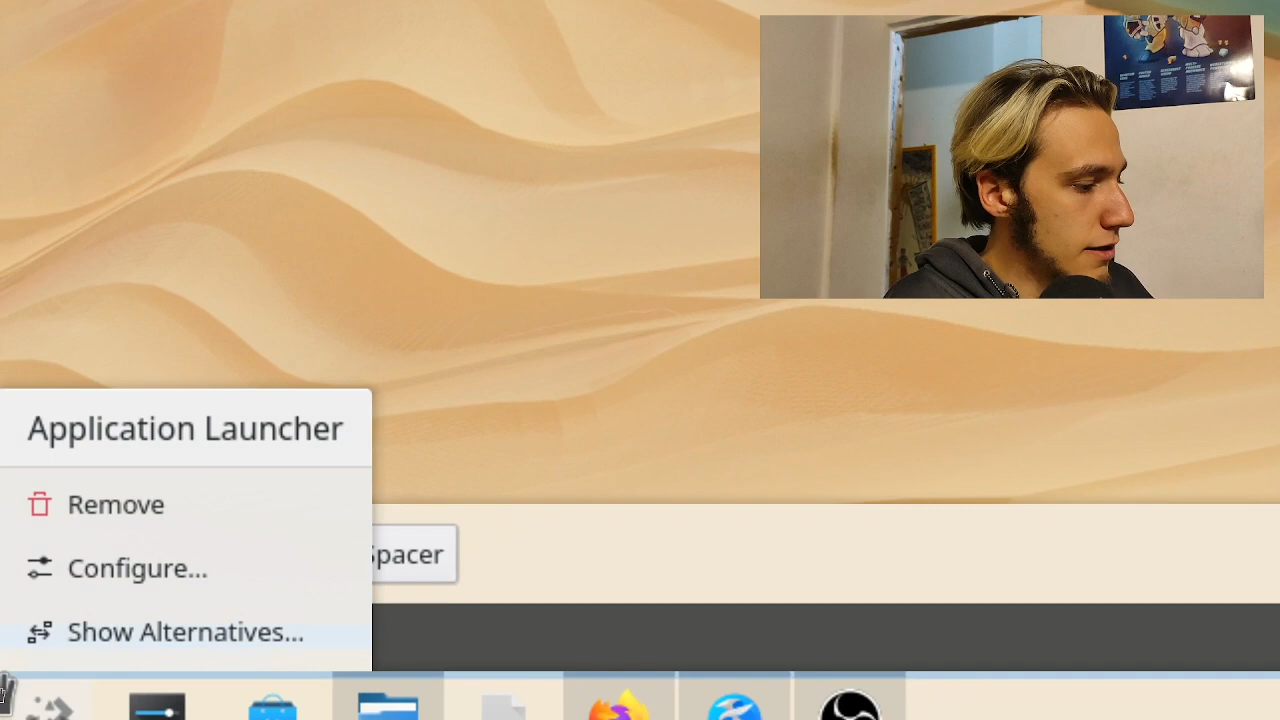 Application Launcher
Remove
Configure...
Spacer
Show Alternatives...